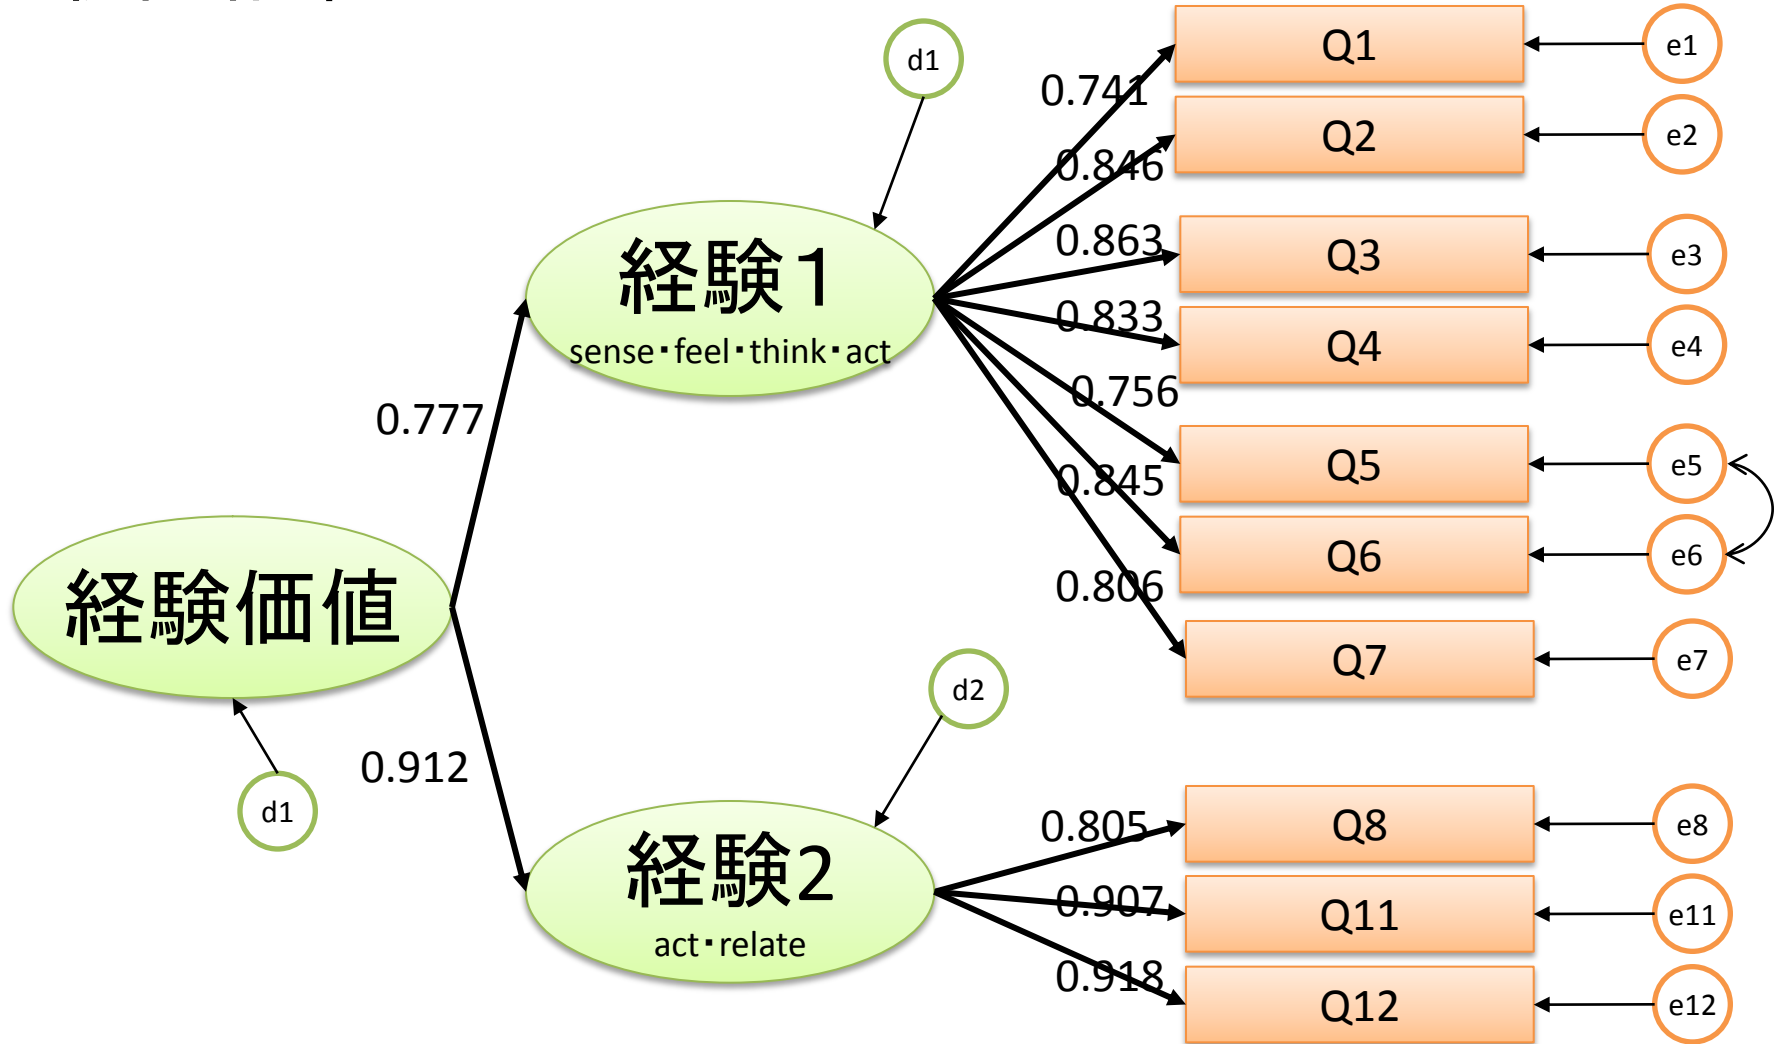 d1
Q1
e1
0.741
Q2
e2
0.846
経験1
sense・feel・think・act
0.863
Q3
e3
0.833
Q4
e4
0.756
Q5
e5
0.845
Q6
e6
0.806
Q7
e7
0.777
経験価値
d1
0.912
d2
経験2
act・relate
0.805
Q8
e8
0.907
Q11
e11
0.918
Q12
e12